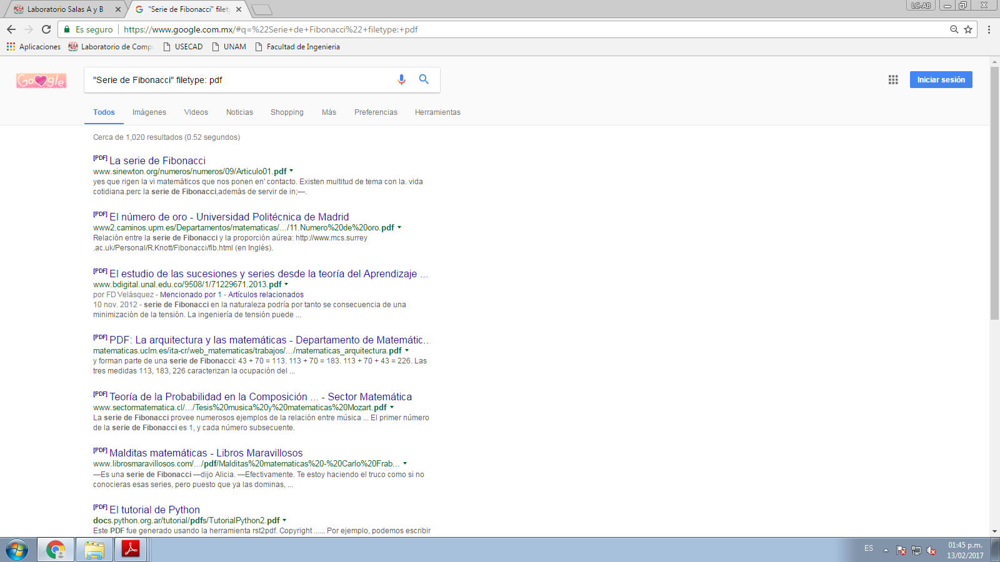 Laboratorio Salas A y B
"Serie de Fibonacci" filety
LC-AB
Es seguro
https://www.google.com.mx/#q=%22Serie+de+Fibonacci%22+filetype:+pdf
Aplicaciones
Laboratorio de Compu
USECAD
UNAM
Facultad de Ingenieria
Google
"Serie de Fibonacci" filetype: pdf
Iniciar sesión
Todos
Imágenes
Videos
Noticias
Shopping
Más
Preferencias
Herramientas
Cerca de 1,020 resultados (0.52 segundos)
[PDF] La serie de Fibonacci
www.sinewton.org/numeros/numeros/09/Articulo01.pdf
yes que rigen la vi matemáticos que nos ponen en' contacto. Existen multitud de tema con la. vida
cotidiana.perc la serie de Fibonacci,además de servir de in;—.
[PDF] El número de oro - Universidad Politécnica de Madrid
www2.caminos.upm.es/Departamentos/matematicas/.../11.Numero%20de%20oro.pdf
Relación entre la serie de Fibonacci y la proporción aúrea: http://www.mcs.surrey
.ac.uk/Personal/R.Knott/Fibonacci/fib.html (en Inglés).
[PDF] El estudio de las sucesiones y series desde la teoría del Aprendizaje ...
www.bdigital.unal.edu.co/9508/1/71229671.2013.pdf
por FD Velásquez - Mencionado por 1 - Artículos relacionados
10 nov. 2012 - serie de Fibonacci en la naturaleza podría por tanto se consecuencia de una
minimización de la tensión. La ingeniería de tensión puede ...
[PDF] PDF: La arquitectura y las matemáticas - Departamento de Matemátic...
matematicas.uclm.es/ita-cr/web_matematicas/trabajos/.../matematicas_arquitectura.pdf
y forman parte de una serie de Fibonacci: 43 + 70 = 113. 113 + 70 = 183. 113 + 70 + 43 = 226. Las
tres medidas 113, 183, 226 caracterizan la ocupación del ...
[PDF] Teoría de la Probabilidad en la Composición ... - Sector Matemática
www.sectormatematica.cl/.../Tesis%20musica%20y%20matematicas%20Mozart.pdf
La serie de Fibonacci provee numerosos ejemplos de la relación entre música ... El primer número
de la serie de Fibonacci es 1, y cada número subsecuente.
[PDF] Malditas matemáticas - Libros Maravillosos
www.librosmaravillosos.com/.../pdf/Malditas%20matematicas%20-%20Carlo%20Frab...
—Es una serie de Fibonacci —dijo Alicia. —Efectivamente. Te estoy haciendo el truco como si no
conocieras esas series, pero puesto que ya las dominas, ...
[PDF] El tutorial de Python
docs.python.org.ar/tutorial/pdfs/TutorialPython2.pdf
Este PDF fue generado usando la herramienta rst2pdf. Copyright ...... Por ejemplo, podemos escribir
ES
01:45 p.m.
13/02/2017